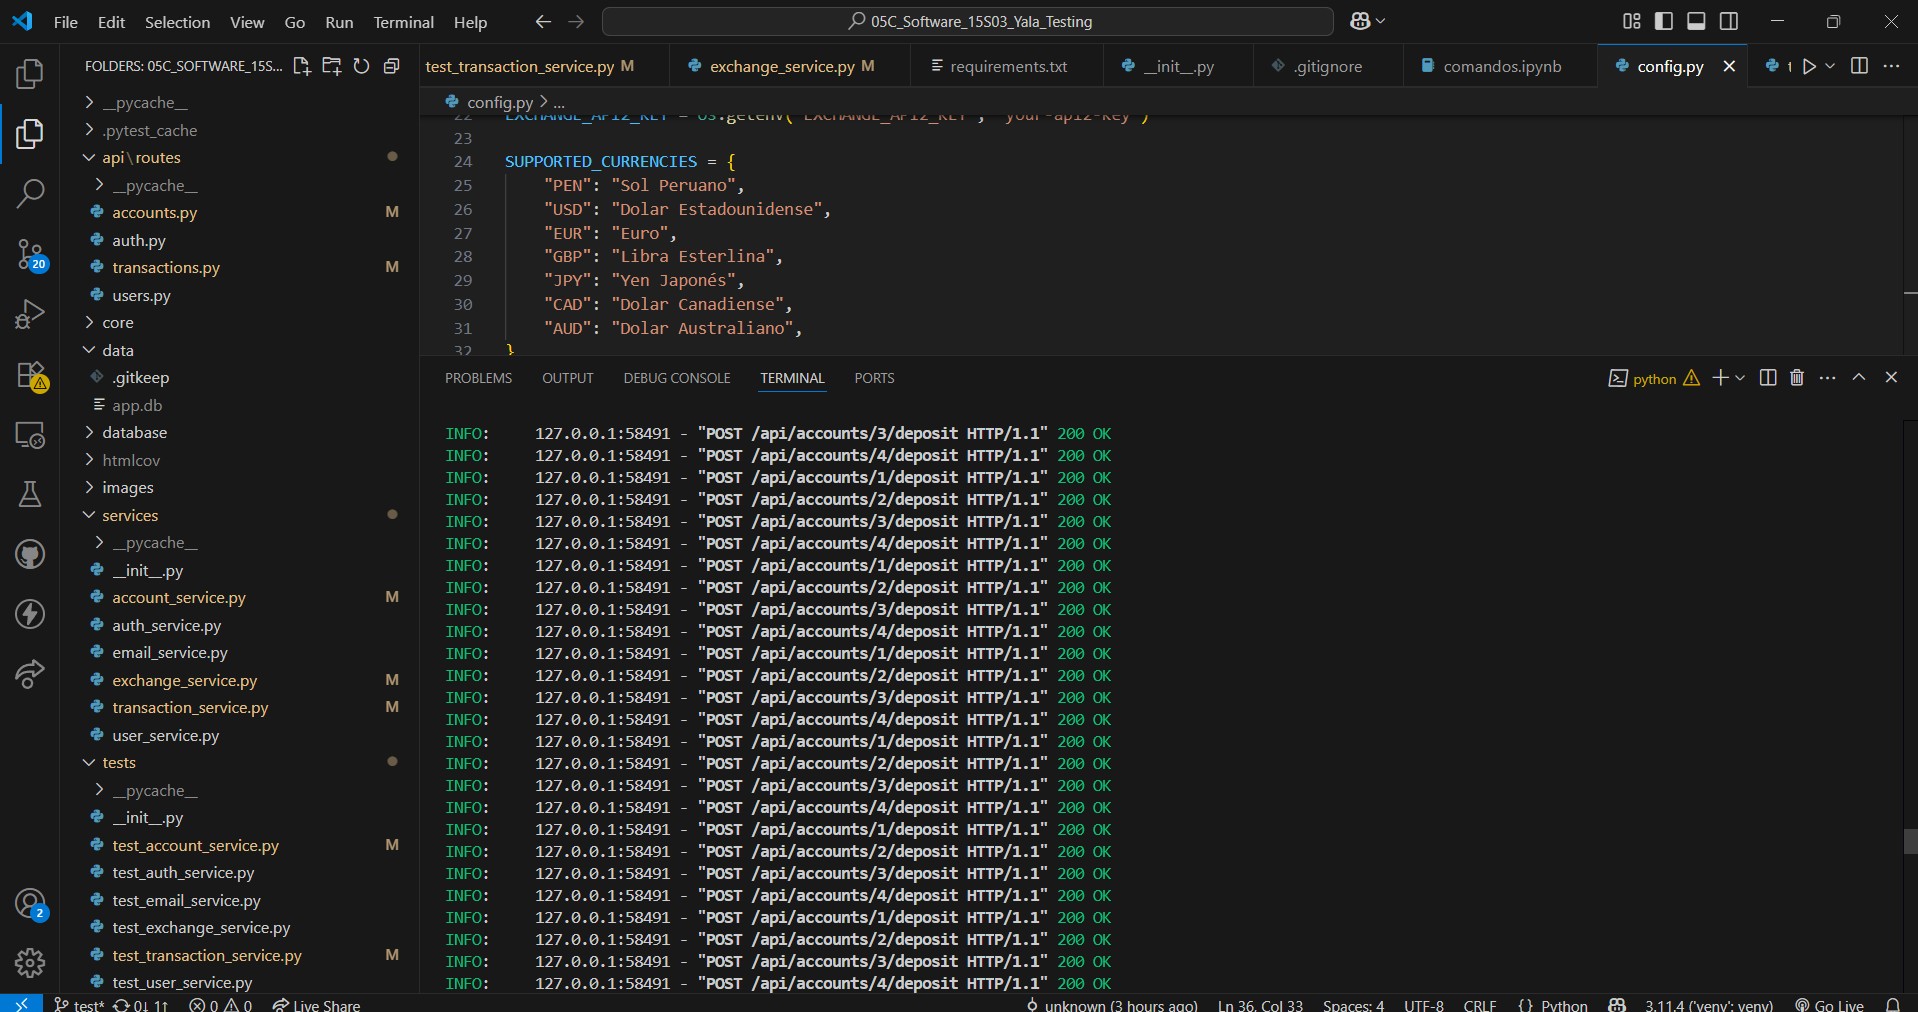 File Edit Selection View Go Run Terminal Help
05C_Software_15S03_Yala_Testing
FOLDERS: 05C_SOFTWARE_15S...
test_transaction_service.py M
exchange_service.py M
requirements.txt
__init__.py
.gitignore
comandos.ipynb
config.py
config.py > ...
__pycache__
.pytest_cache
api\routes
__pycache__
accounts.py M
auth.py
transactions.py M
users.py
core
data
.gitkeep
app.db
database
htmlcov
images
services
__pycache__
__init__.py
account_service.py M
auth_service.py
email_service.py
exchange_service.py M
transaction_service.py M
user_service.py
tests
__pycache__
__init__.py
test_account_service.py M
test_auth_service.py
test_email_service.py
test_exchange_service.py
test_transaction_service.py M
test_user_service.py
20
2
22 EXCHANGE_API2_KEY = os.getenv("EXCHANGE_API2_KEY", "your-api2-key")
23
24 SUPPORTED_CURRENCIES = {
25 "PEN": "Sol Peruano",
26 "USD": "Dolar Estadounidense",
27 "EUR": "Euro",
28 "GBP": "Libra Esterlina",
29 "JPY": "Yen Japonés",
30 "CAD": "Dolar Canadiense",
31 "AUD": "Dolar Australiano",
32 }
PROBLEMS OUTPUT DEBUG CONSOLE TERMINAL PORTS
python
INFO: 127.0.0.1:58491 - "POST /api/accounts/3/deposit HTTP/1.1" 200 OK
INFO: 127.0.0.1:58491 - "POST /api/accounts/4/deposit HTTP/1.1" 200 OK
INFO: 127.0.0.1:58491 - "POST /api/accounts/1/deposit HTTP/1.1" 200 OK
INFO: 127.0.0.1:58491 - "POST /api/accounts/2/deposit HTTP/1.1" 200 OK
INFO: 127.0.0.1:58491 - "POST /api/accounts/3/deposit HTTP/1.1" 200 OK
INFO: 127.0.0.1:58491 - "POST /api/accounts/4/deposit HTTP/1.1" 200 OK
INFO: 127.0.0.1:58491 - "POST /api/accounts/1/deposit HTTP/1.1" 200 OK
INFO: 127.0.0.1:58491 - "POST /api/accounts/2/deposit HTTP/1.1" 200 OK
INFO: 127.0.0.1:58491 - "POST /api/accounts/3/deposit HTTP/1.1" 200 OK
INFO: 127.0.0.1:58491 - "POST /api/accounts/4/deposit HTTP/1.1" 200 OK
INFO: 127.0.0.1:58491 - "POST /api/accounts/1/deposit HTTP/1.1" 200 OK
INFO: 127.0.0.1:58491 - "POST /api/accounts/2/deposit HTTP/1.1" 200 OK
INFO: 127.0.0.1:58491 - "POST /api/accounts/3/deposit HTTP/1.1" 200 OK
INFO: 127.0.0.1:58491 - "POST /api/accounts/4/deposit HTTP/1.1" 200 OK
INFO: 127.0.0.1:58491 - "POST /api/accounts/1/deposit HTTP/1.1" 200 OK
INFO: 127.0.0.1:58491 - "POST /api/accounts/2/deposit HTTP/1.1" 200 OK
INFO: 127.0.0.1:58491 - "POST /api/accounts/3/deposit HTTP/1.1" 200 OK
INFO: 127.0.0.1:58491 - "POST /api/accounts/4/deposit HTTP/1.1" 200 OK
INFO: 127.0.0.1:58491 - "POST /api/accounts/1/deposit HTTP/1.1" 200 OK
INFO: 127.0.0.1:58491 - "POST /api/accounts/2/deposit HTTP/1.1" 200 OK
INFO: 127.0.0.1:58491 - "POST /api/accounts/3/deposit HTTP/1.1" 200 OK
INFO: 127.0.0.1:58491 - "POST /api/accounts/4/deposit HTTP/1.1" 200 OK
INFO: 127.0.0.1:58491 - "POST /api/accounts/1/deposit HTTP/1.1" 200 OK
INFO: 127.0.0.1:58491 - "POST /api/accounts/2/deposit HTTP/1.1" 200 OK
INFO: 127.0.0.1:58491 - "POST /api/accounts/3/deposit HTTP/1.1" 200 OK
INFO: 127.0.0.1:58491 - "POST /api/accounts/4/deposit HTTP/1.1" 200 OK
test* 0↓ 1↑ 0 0 Live Share unknown (3 hours ago) Ln 36, Col 33 Spaces: 4 UTF-8 CRLF {} Python 3.11.4 ('venv': venv) Go Live